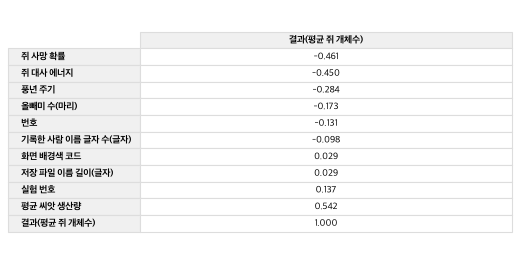 결과(평균 쥐 개체수)
쥐 사망 확률 -0.461
쥐 대사 에너지 -0.450
풍년 주기 -0.284
올빼미 수(마리) -0.173
번호 -0.131
기록한 사람 이름 글자 수(글자) -0.098
화면 배경색 코드 0.029
저장 파일 이름 길이(글자) 0.029
실험 번호 0.137
평균 씨앗 생산량 0.542
결과(평균 쥐 개체수) 1.000